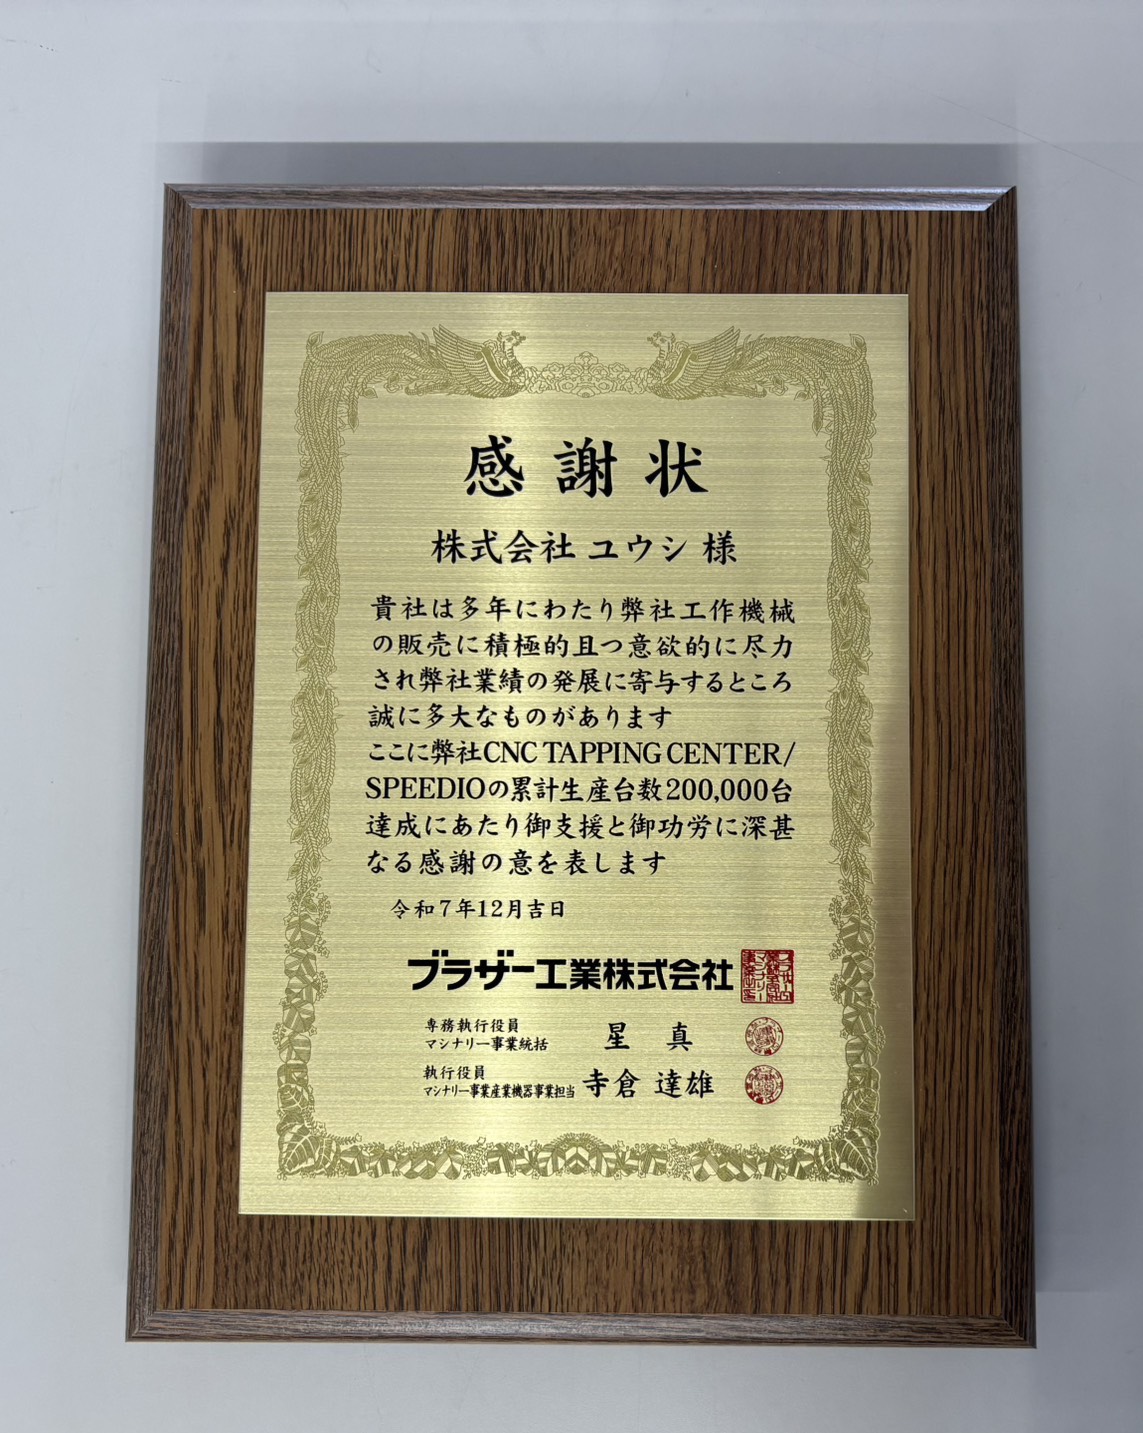 感謝状
株式会社 ユウシ 様
貴社は多年にわたり弊社工作機械
の販売に積極的且つ意欲的に尽力
され弊社業績の発展に寄与するところ
誠に多大なものがあります
ここに弊社CNC TAPPING CENTER/
SPEEDIOの累計生産台数200,000台
達成にあたり御支援と御功労に深甚
なる感謝の意を表します
令和7年12月吉日
ブラザー工業株式会社
専務執行役員
マシナリー事業統括 星 真
執行役員
マシナリー事業産業機器事業担当 寺倉 達雄